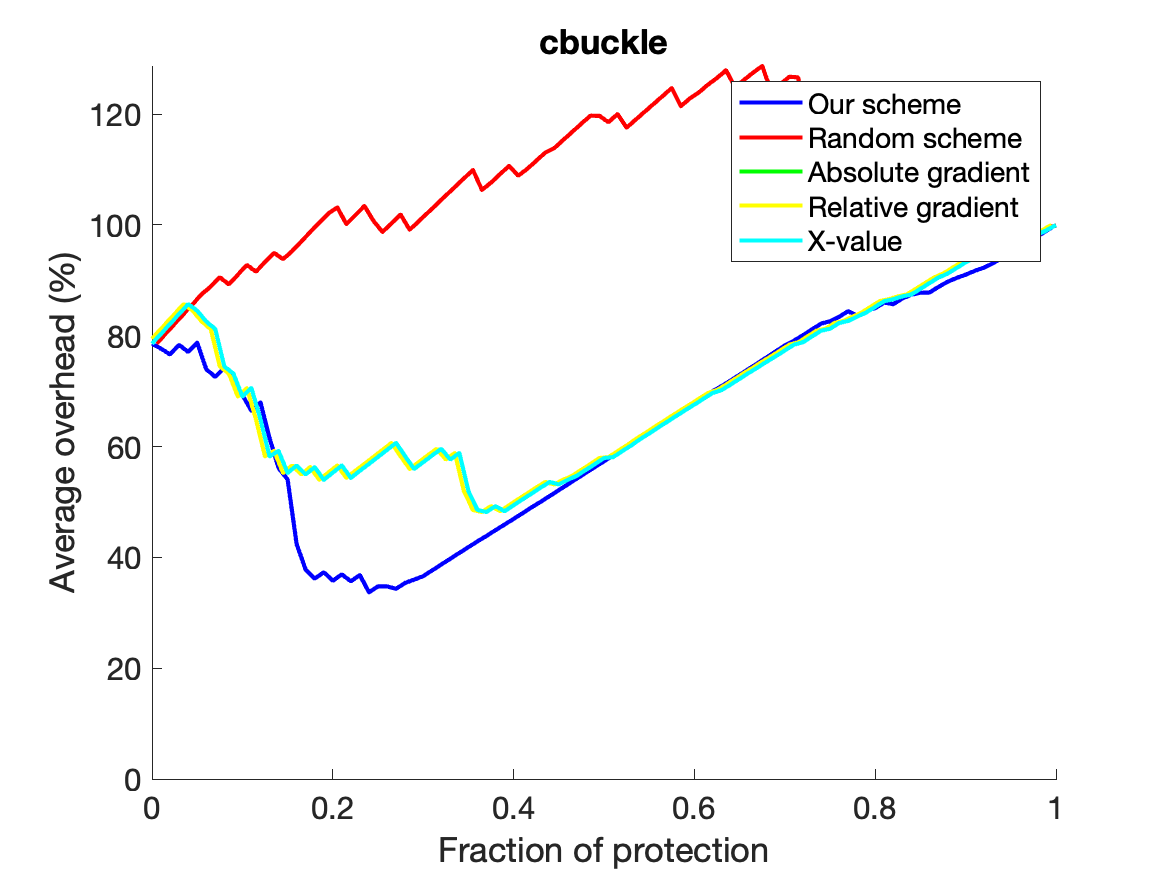 cbuckle
120
100
80
60
40
20
0
Average overhead (%)
Our scheme
Random scheme
Absolute gradient
Relative gradient
X-value
0 0.2 0.4 0.6 0.8 1
Fraction of protection